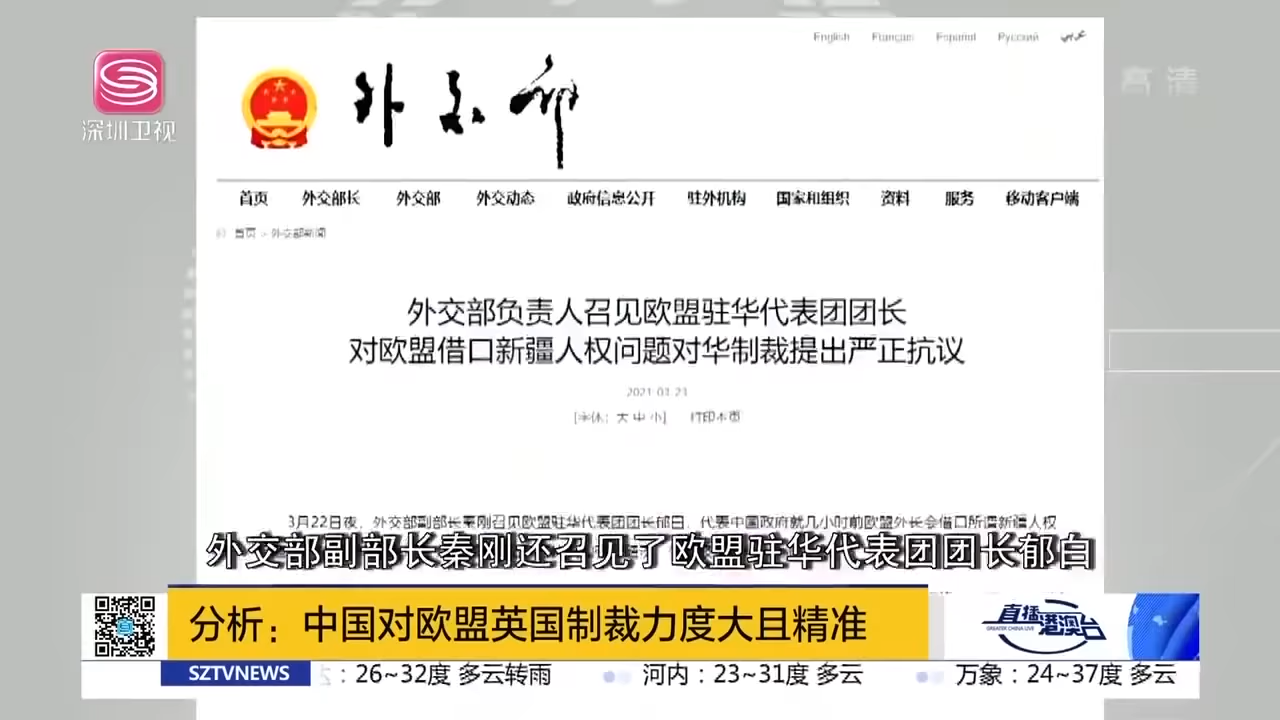 English Français Español Русский
高清
深圳卫视
外交部
首页 外交部长 外交部 外交动态 政府信息公开 驻外机构 国家和组织 资料 服务 移动客户端
首页 > 外交部新闻
外交部负责人召见欧盟驻华代表团团长
对欧盟借口新疆人权问题对华制裁提出严正抗议
[字体：大 中 小] 打印本页
3月22日夜，外交部副部长秦刚召见欧盟驻华代表团团长郁白，代表中国政府就几小时前欧盟外长会借口所谓新疆人权
外交部副部长秦刚还召见了欧盟驻华代表团团长郁白
分析：中国对欧盟英国制裁力度大且精准
直播港澳台
GREATER CHINA LIVE
SZTVNEWS
：26~32度 多云转雨 河内：23~31度 多云 万象：24~37度 多云